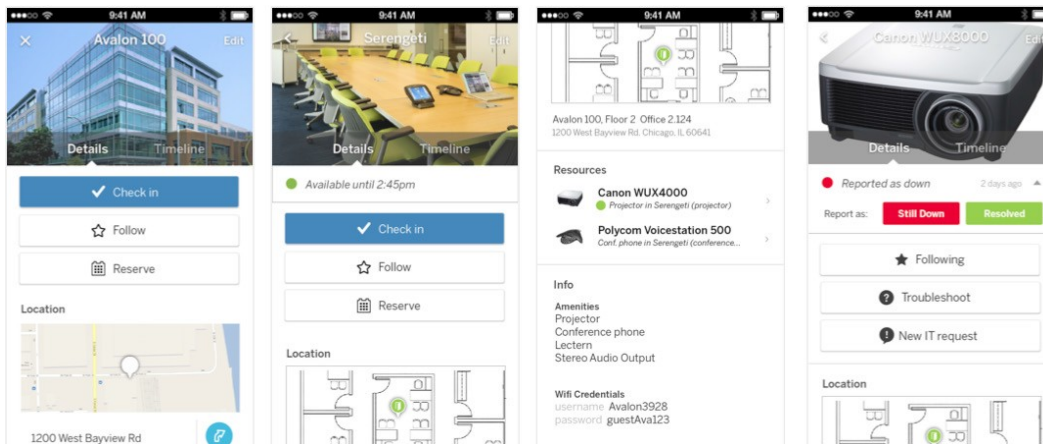 9:41 AM
Avalon 100
Edit
Details
Timeline
Check in
Follow
Reserve
Location
1200 West Bayview Rd
9:41 AM
Serengeti
Edit
Details
Timeline
Available until 2:45pm
Check in
Follow
Reserve
Location
9:41 AM
Avalon 100, Floor 2 Office 2.124
1200 West Bayview Rd. Chicago, IL 60641
Resources
Canon WUX4000
Projector in Serengeti (projector)
Polycom Voicestation 500
Conf. phone in Serengeti (conference...
Info
Amenities
Projector
Conference phone
Lectern
Stereo Audio Output
Wifi Credentials
username Avalon3928
password guestAva123
9:41 AM
Canon WUX8000
Edit
Details
Timeline
Reported as down
2 days ago
Report as:
Still Down
Resolved
Following
Troubleshoot
New IT request
Location